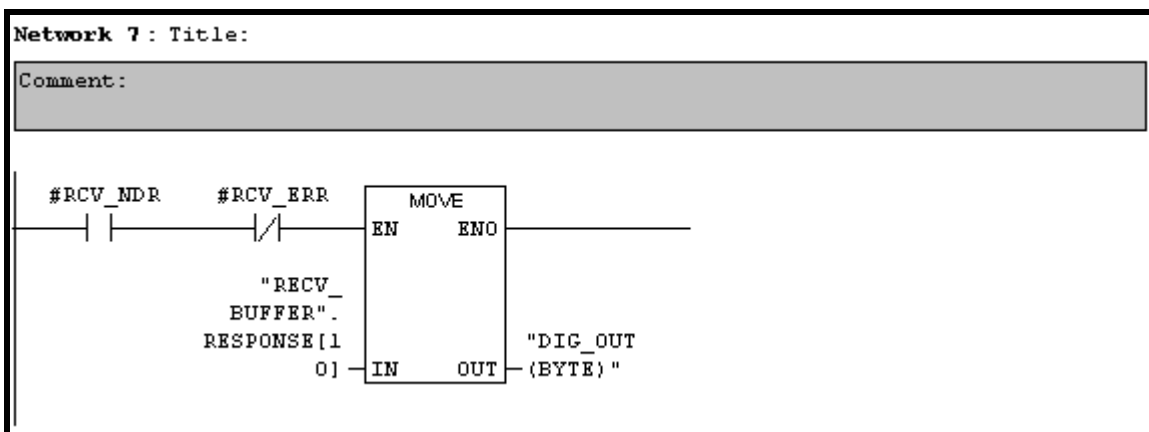 Network 7: Title:
Comment:
#RCV_NDR #RCV_ERR
MOVE
EN ENO
"RECV_
BUFFER".
RESPONSE[1
0]
IN OUT
"DIG_OUT
(BYTE)"